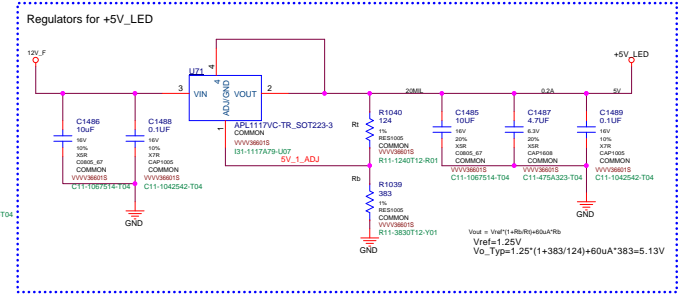 Regulators for +5V_LED
12V_F
+5V_LED
U71
4
4
3
VIN
VOUT
2
ADJ/GND
1
20MIL
0.2A
5V
APL1117VC-TR_SOT223-3
COMMON
VVVV36601S
I31-1117A79-U07
5V_1_ADJ
C1486
10uF
16V
10%
X5R
C0805_67
COMMON
VVVV36601S
C11-1067514-T04
C1488
0.1UF
16V
10%
X7R
CAP1005
COMMON
VVVV36601S
C11-1042542-T04
GND
Rt
R1040
124
1%
RES1005
COMMON
VVVV36601S
R11-1240T12-R01
Rb
R1039
383
1%
RES1005
COMMON
VVVV36601S
R11-3830T12-Y01
GND
C1485
10UF
16V
20%
X5R
C0805_67
COMMON
VVVV36601S
C11-1067514-T04
C1487
4.7UF
6.3V
20%
X5R
CAP1608
COMMON
VVVV36601S
C11-475A323-T04
C1489
0.1UF
16V
10%
X7R
CAP1005
COMMON
VVVV36601S
C11-1042542-T04
GND
T04
Vout = Vref*(1+Rb/Rt)+60uA*Rb
Vref=1.25V
Vo_Typ=1.25*(1+383/124)+60uA*383=5.13V